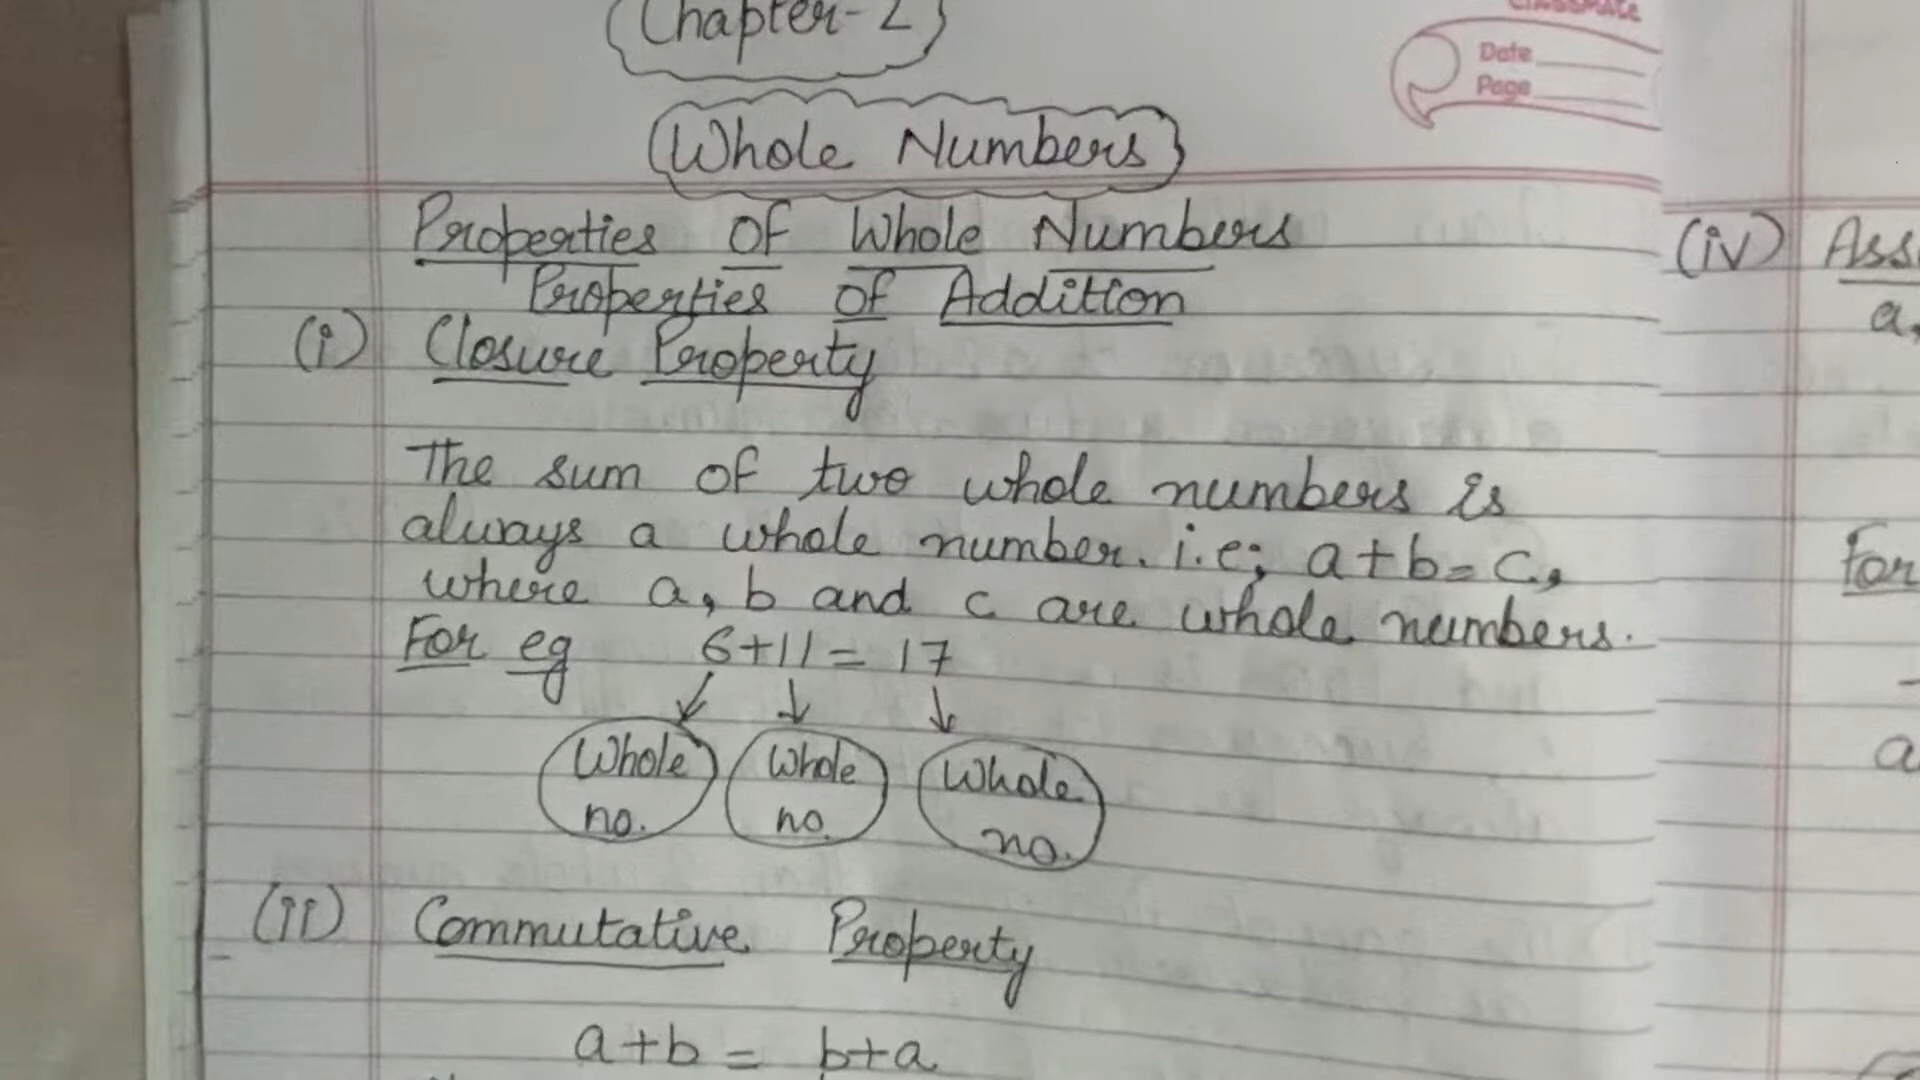 Chapter-2
Date
Page
Whole Numbers
Properties Of Whole Numbers
Properties of Addition
(i) Closure Property
The sum of two whole numbers is
always a whole number. i.e; a+b=c,
where a, b and c are whole numbers.
For eg 6+11 = 17
Whole no. Whole no. Whole no.
(ii) Commutative Property
a+b = b+a
(iv) Ass
a,
For
a